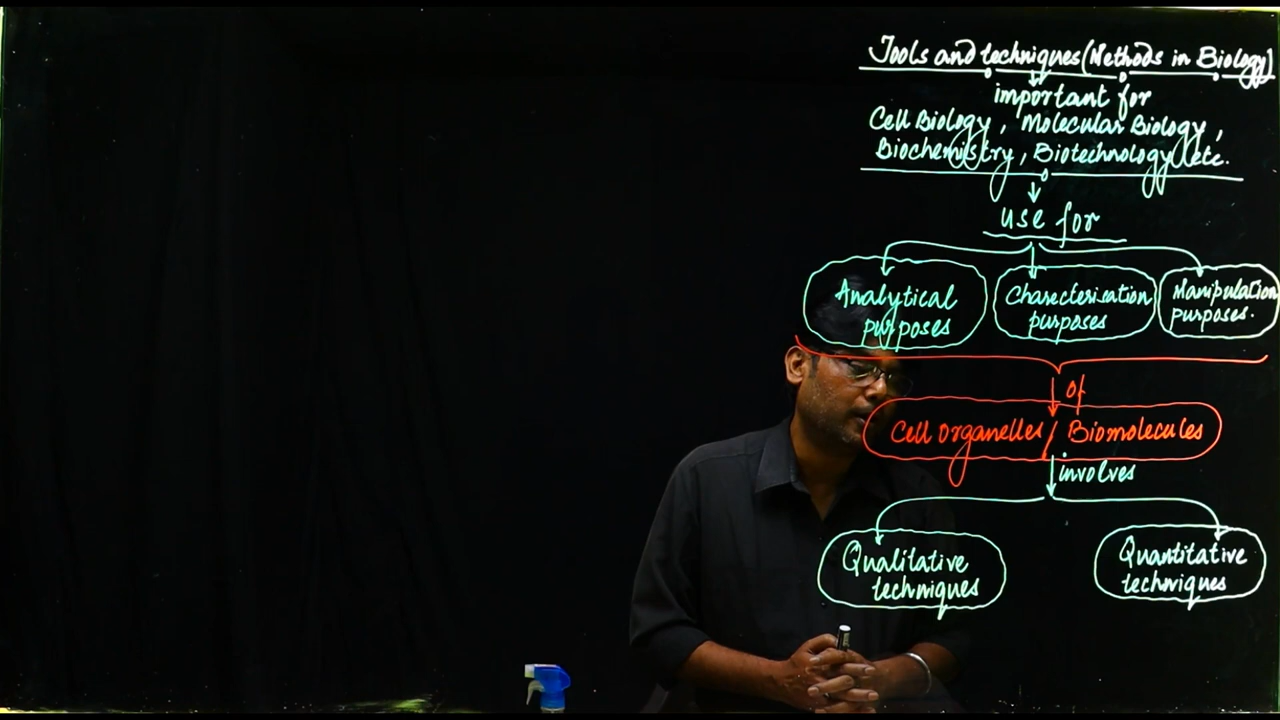 Tools and techniques (Methods in Biology)
important for
Cell Biology, Molecular Biology,
Biochemistry, Biotechnology etc.
use for
Analytical purposes
Characterisation purposes
Manipulation purposes.
of
Cell organelles / Biomolecules
involves
Qualitative techniques
Quantitative techniques